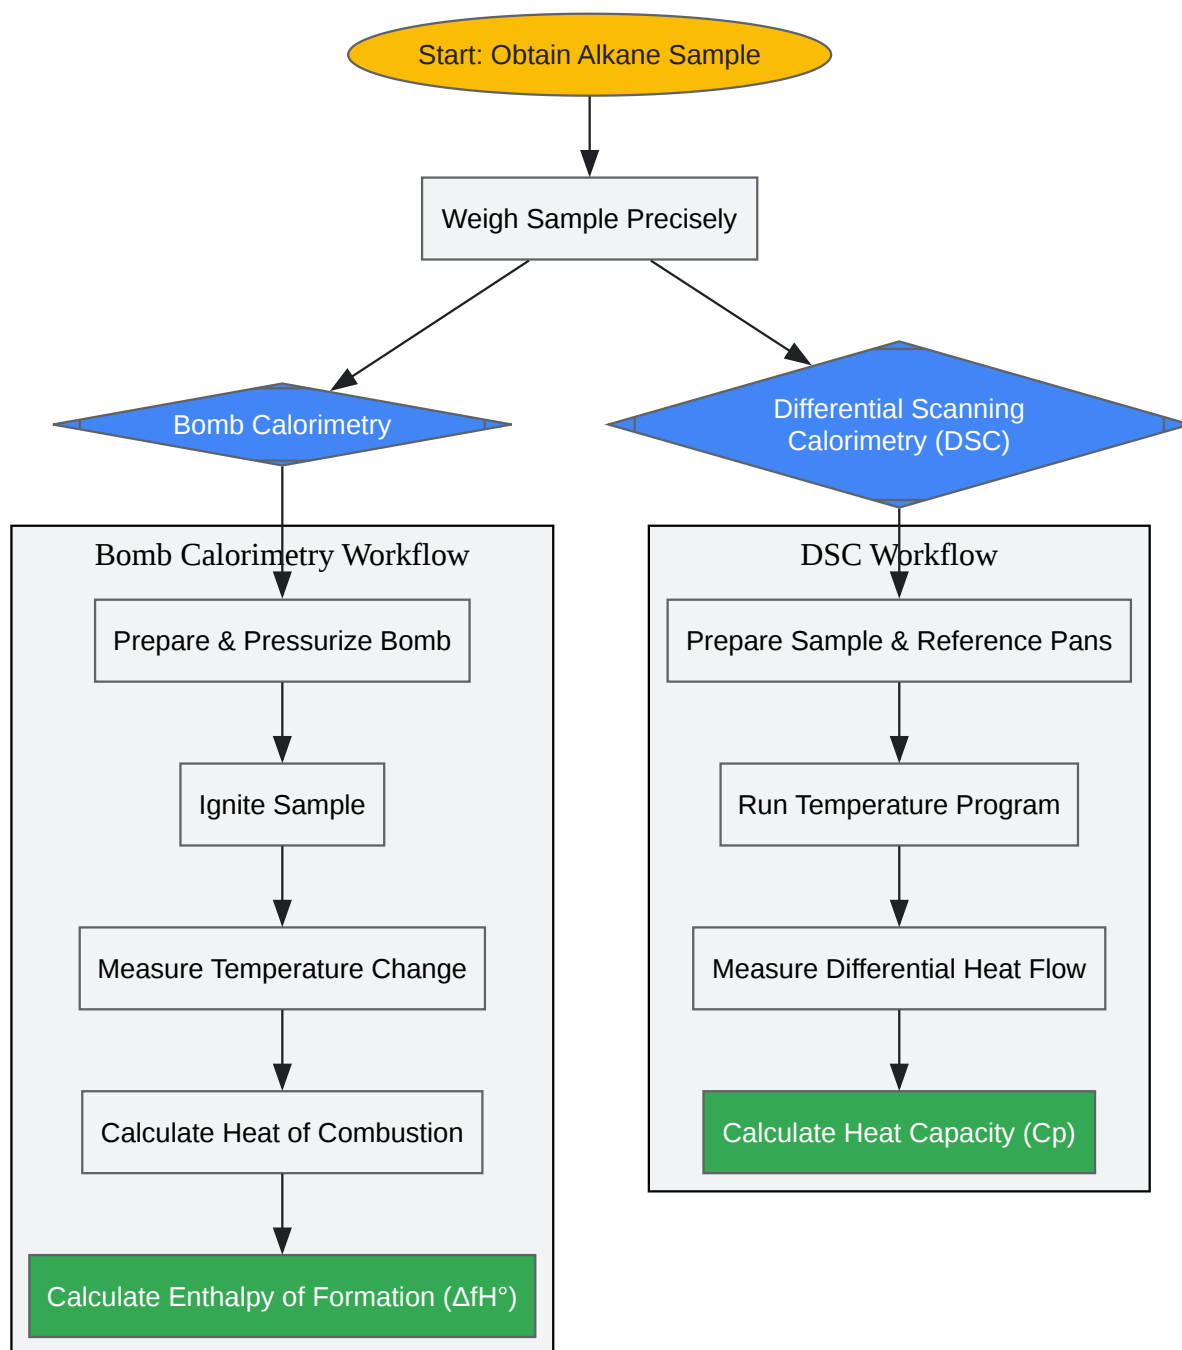 Start: Obtain Alkane Sample
Weigh Sample Precisely
Bomb Calorimetry
Differential Scanning
Calorimetry (DSC)
Bomb Calorimetry Workflow
Prepare & Pressurize Bomb
Ignite Sample
Measure Temperature Change
Calculate Heat of Combustion
Calculate Enthalpy of Formation (ΔfH°)
DSC Workflow
Prepare Sample & Reference Pans
Run Temperature Program
Measure Differential Heat Flow
Calculate Heat Capacity (Cp)